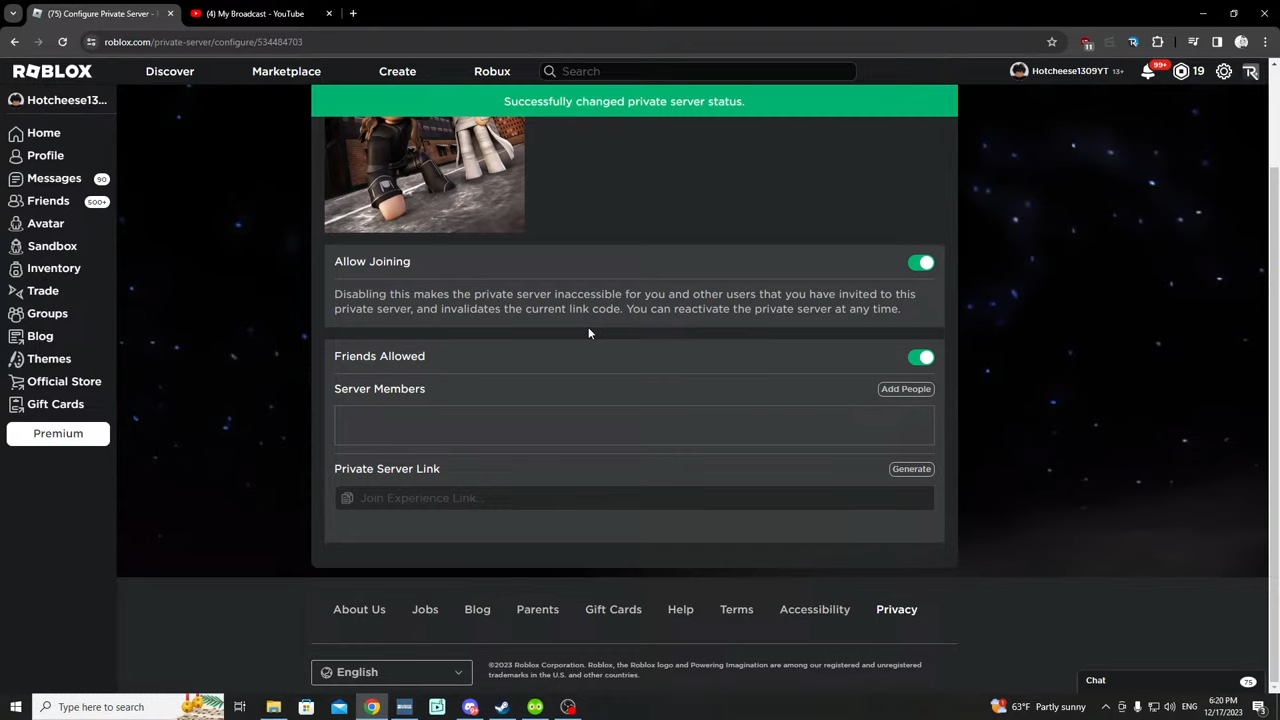 (75) Configure Private Server - 1
(4) My Broadcast - YouTube
roblox.com/private-server/configure/534484703
11
ROBLOX
Discover
Marketplace
Create
Robux
Search
Hotcheese1309YT 13+
99+
19
Hotcheese13...
Home
Profile
Messages 90
Friends 500+
Avatar
Sandbox
Inventory
Trade
Groups
Blog
Themes
Official Store
Gift Cards
Premium
Successfully changed private server status.
Allow Joining
Disabling this makes the private server inaccessible for you and other users that you have invited to this
private server, and invalidates the current link code. You can reactivate the private server at any time.
Friends Allowed
Server Members
Add People
Private Server Link
Generate
Join Experience Link...
About Us
Jobs
Blog
Parents
Gift Cards
Help
Terms
Accessibility
Privacy
English
©2023 Roblox Corporation. Roblox, the Roblox logo and Powering Imagination are among our registered and unregistered
trademarks in the U.S. and other countries.
Chat 75
Type here to search
63°F Partly sunny
6:20 PM
12/17/2023